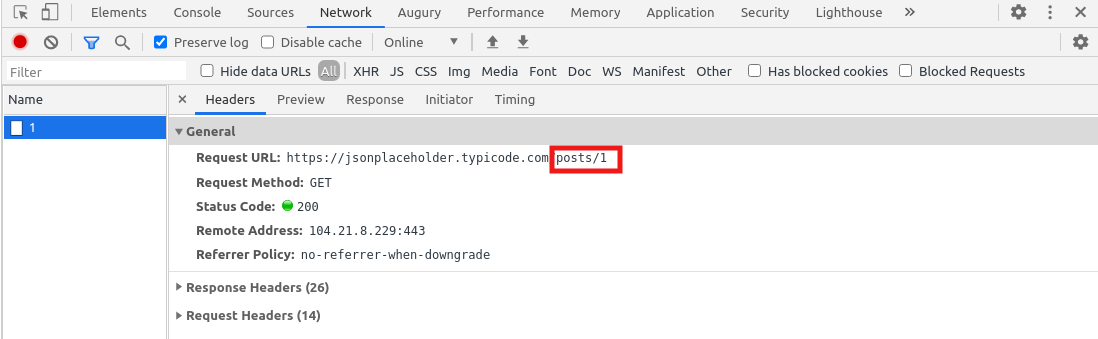 Elements Console Sources Network Augury Performance Memory Application Security Lighthouse »
Preserve log Disable cache Online
Filter Hide data URLs All XHR JS CSS Img Media Font Doc WS Manifest Other Has blocked cookies Blocked Requests
Name × Headers Preview Response Initiator Timing
1
General
Request URL: https://jsonplaceholder.typicode.com/posts/1
Request Method: GET
Status Code: 200
Remote Address: 104.21.8.229:443
Referrer Policy: no-referrer-when-downgrade
Response Headers (26)
Request Headers (14)